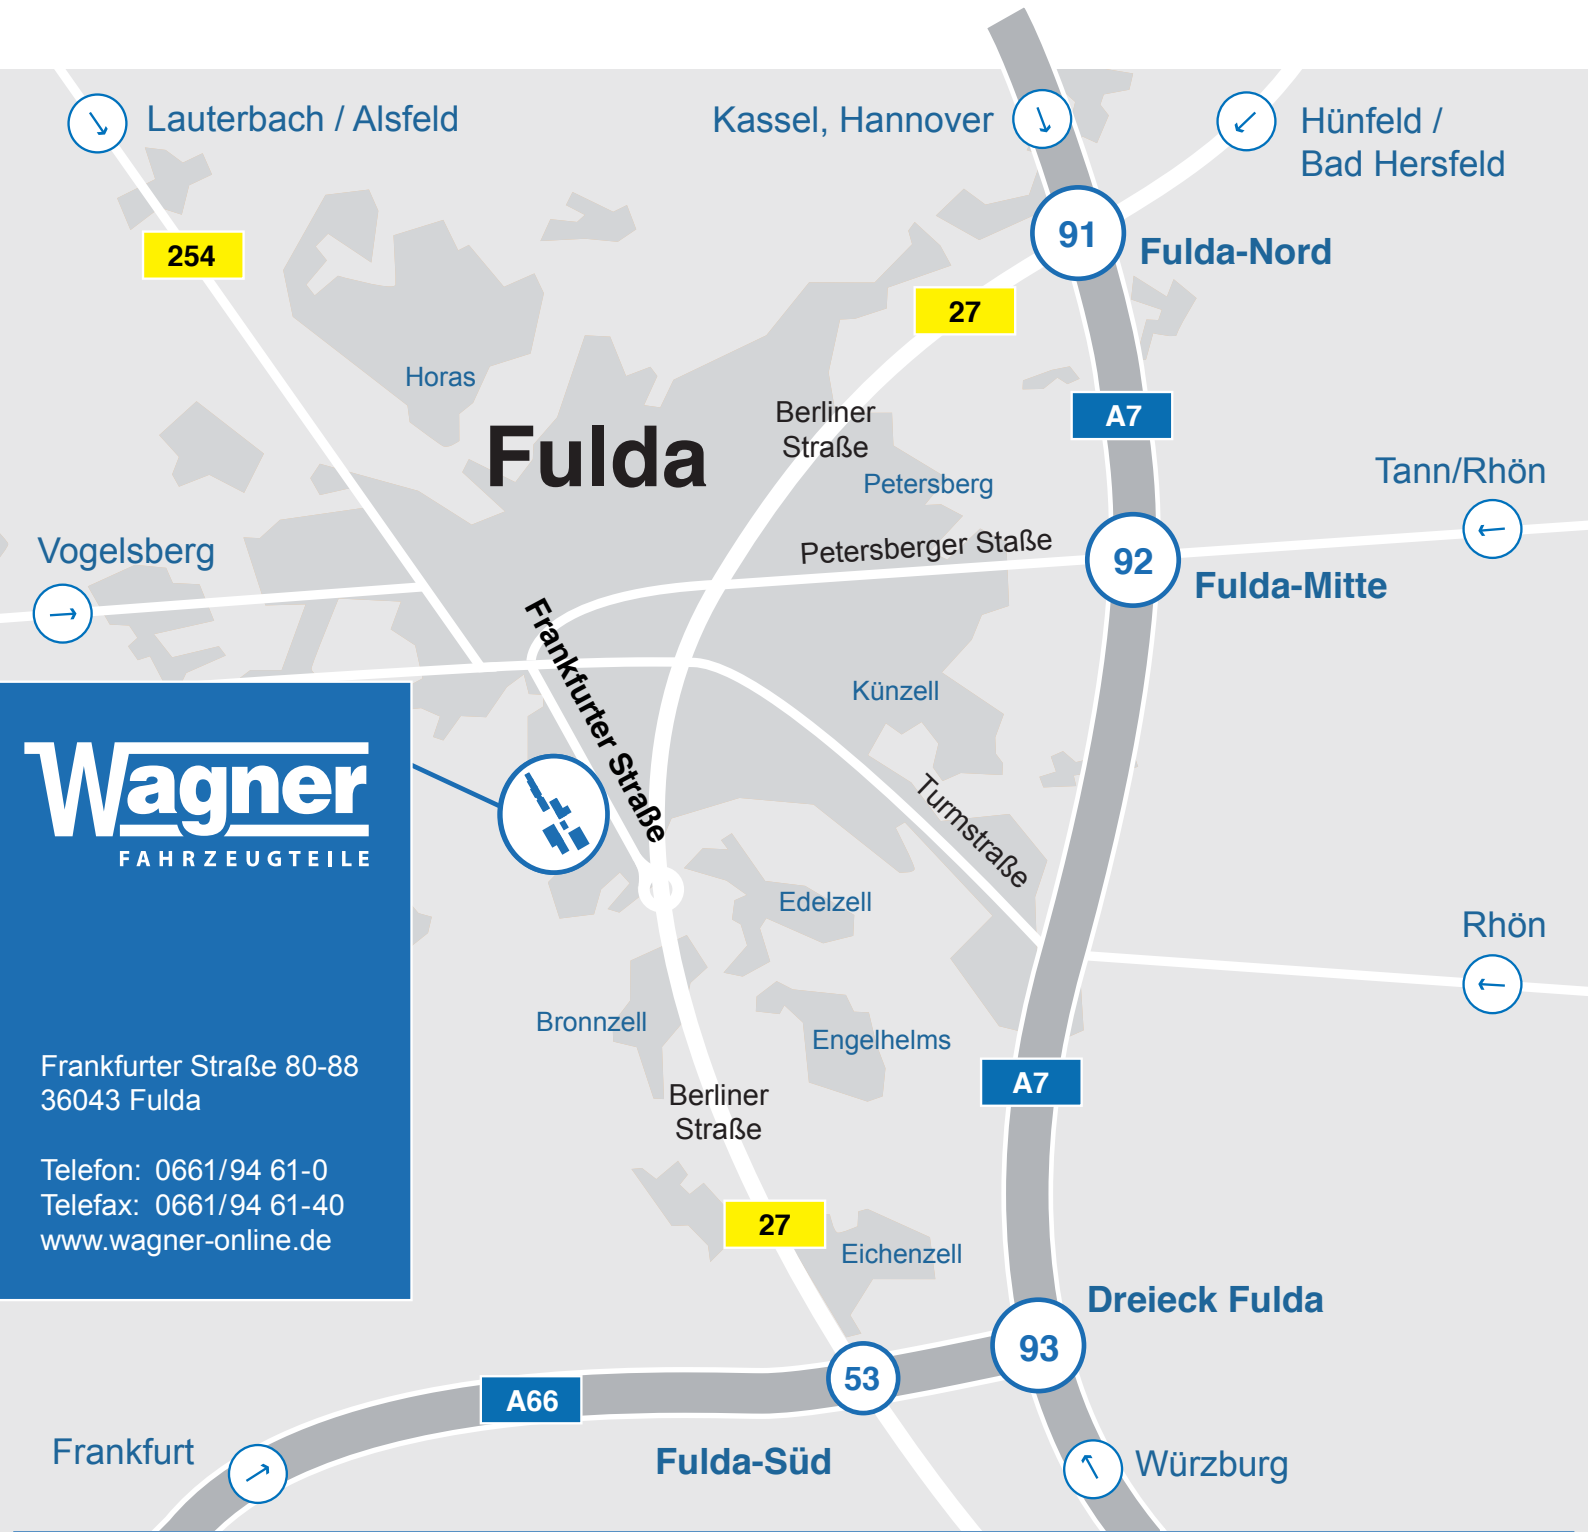 Lauterbach / Alsfeld
Kassel, Hannover
Hünfeld /
Bad Hersfeld
91
Fulda-Nord
254
27
Horas
Fulda
Berliner
Straße
A7
Petersberg
Tann/Rhön
Vogelsberg
Petersberger Staße
92
Fulda-Mitte
Frankfurter Straße
Künzell
Wagner
FAHRZEUGTEILE
Turmstraße
Edelzell
Rhön
Bronnzell
Engelhelms
Frankfurter Straße 80-88
36043 Fulda
Telefon: 0661/94 61-0
Telefax: 0661/94 61-40
www.wagner-online.de
A7
Berliner
Straße
27
Eichenzell
Dreieck Fulda
93
53
A66
Frankfurt
Fulda-Süd
Würzburg